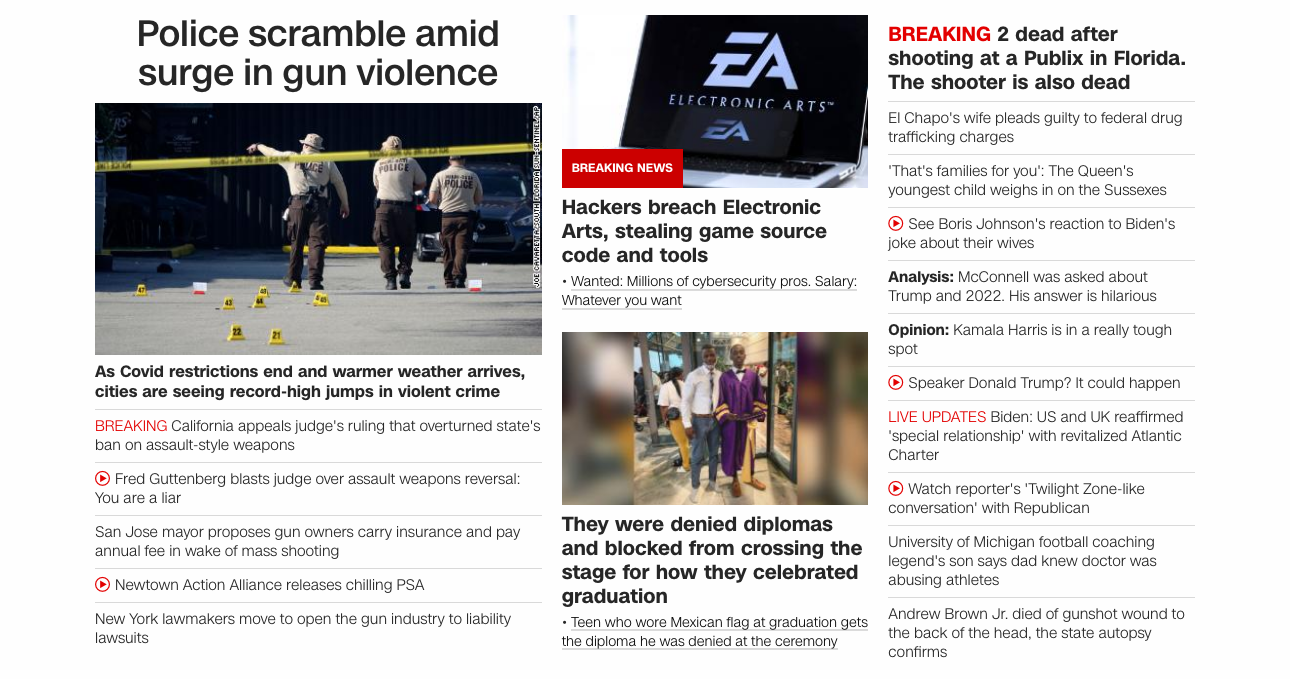 Police scramble amid
surge in gun violence
POLICE
POLICE
POLICE
47
43
44
49
22
21
JOE CAVARETTA/SOUTH FLORIDA SUN-SENTINEL/AP
As Covid restrictions end and warmer weather arrives,
cities are seeing record-high jumps in violent crime
BREAKING California appeals judge's ruling that overturned state's
ban on assault-style weapons
Fred Guttenberg blasts judge over assault weapons reversal:
You are a liar
San Jose mayor proposes gun owners carry insurance and pay
annual fee in wake of mass shooting
Newtown Action Alliance releases chilling PSA
New York lawmakers move to open the gun industry to liability
lawsuits
EA
ELECTRONIC ARTS™
EA
BREAKING NEWS
Hackers breach Electronic
Arts, stealing game source
code and tools
• Wanted: Millions of cybersecurity pros. Salary:
Whatever you want
They were denied diplomas
and blocked from crossing the
stage for how they celebrated
graduation
• Teen who wore Mexican flag at graduation gets
the diploma he was denied at the ceremony
BREAKING 2 dead after
shooting at a Publix in Florida.
The shooter is also dead
El Chapo's wife pleads guilty to federal drug
trafficking charges
'That's families for you': The Queen's
youngest child weighs in on the Sussexes
See Boris Johnson's reaction to Biden's
joke about their wives
Analysis: McConnell was asked about
Trump and 2022. His answer is hilarious
Opinion: Kamala Harris is in a really tough
spot
Speaker Donald Trump? It could happen
LIVE UPDATES Biden: US and UK reaffirmed
'special relationship' with revitalized Atlantic
Charter
Watch reporter's 'Twilight Zone-like
conversation' with Republican
University of Michigan football coaching
legend's son says dad knew doctor was
abusing athletes
Andrew Brown Jr. died of gunshot wound to
the back of the head, the state autopsy
confirms